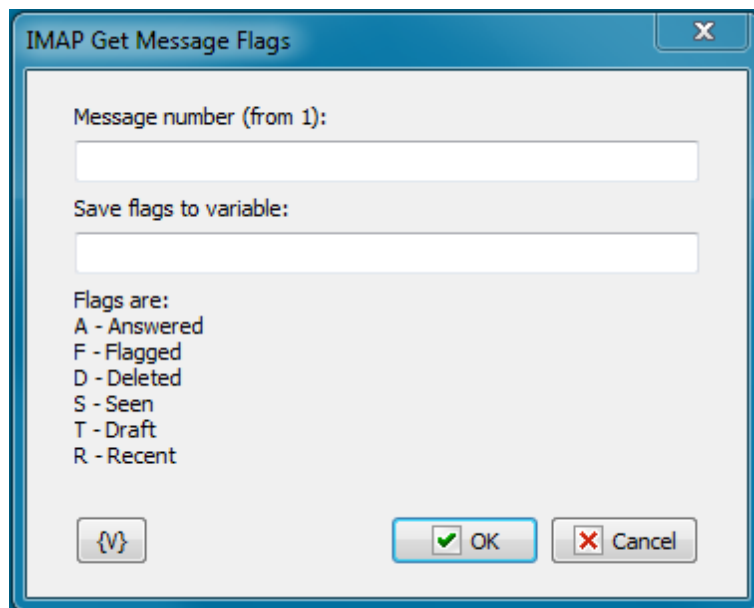 IMAP Get Message Flags
Message number (from 1):
Save flags to variable:
Flags are:
A - Answered
F - Flagged
D - Deleted
S - Seen
T - Draft
R - Recent
{V} OK Cancel